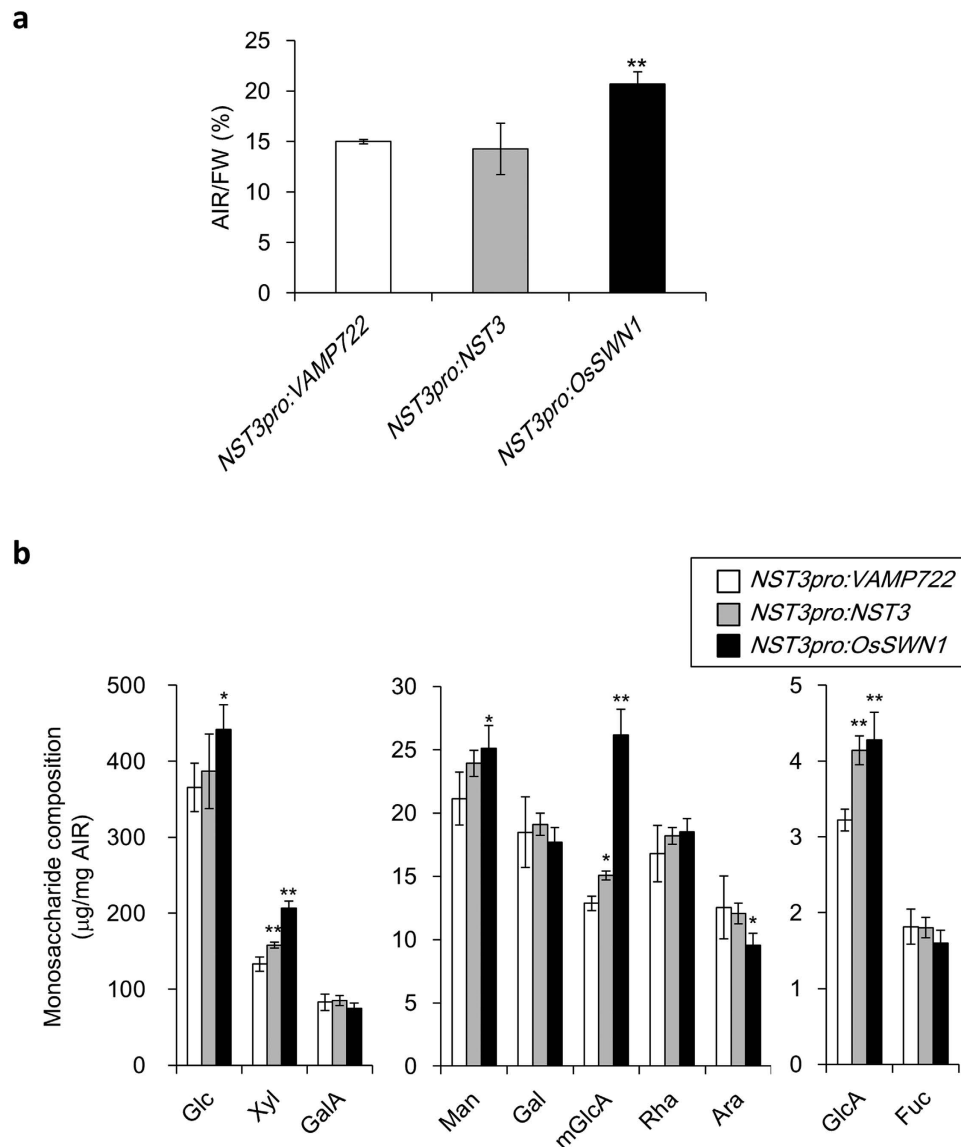 a
AIR/FW (%)
25
20
15
10
5
0
**
NST3pro:VAMP722
NST3pro:NST3
NST3pro:OsSWN1
b
NST3pro:VAMP722
NST3pro:NST3
NST3pro:OsSWN1
Monosaccharide composition
(μg/mg AIR)
500
400
300
200
100
0
*
**
**
Glc
Xyl
GalA
30
25
20
15
10
5
0
*
*
**
*
Man
Gal
mGlcA
Rha
Ara
5
4
3
2
1
0
**
**
GlcA
Fuc